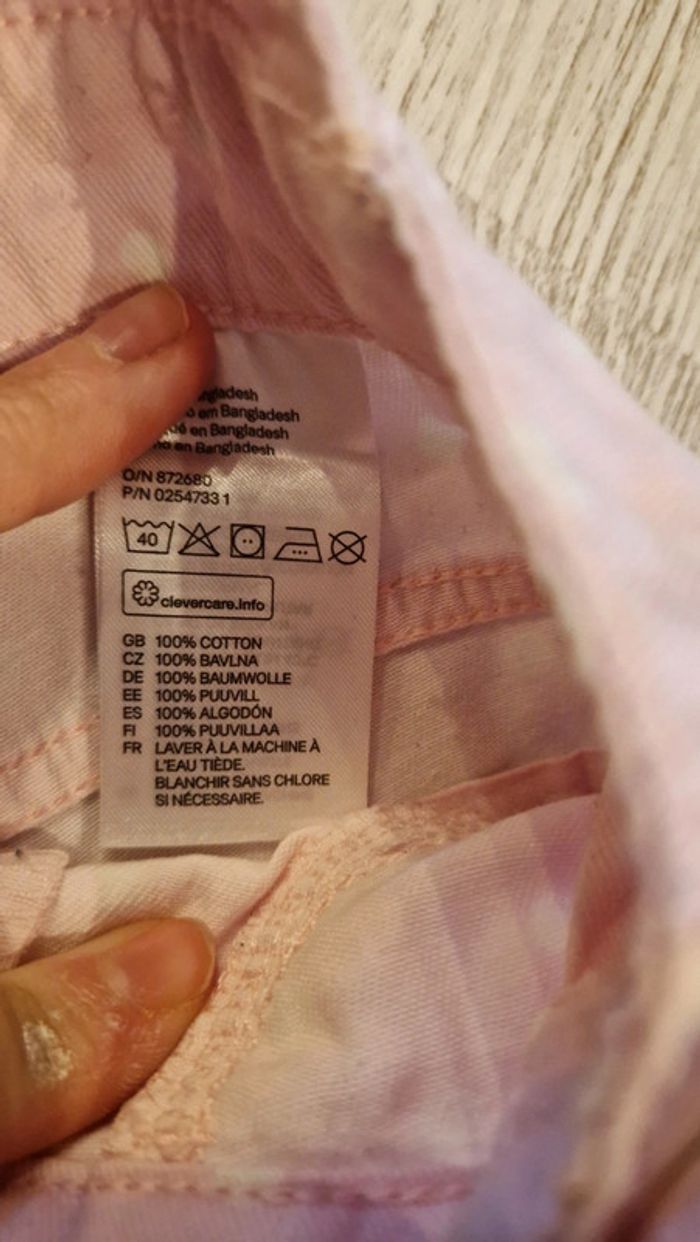 em Bangladesh
en Bangladesh
en Bangladesh
O/N 872680
P/N 0254733 1
40
clevercare.info
GB 100% COTTON
CZ 100% BAVLNA
DE 100% BAUMWOLLE
EE 100% PUUVILL
ES 100% ALGODÓN
FI 100% PUUVILLAA
FR LAVER À LA MACHINE À
L'EAU TIÈDE.
BLANCHIR SANS CHLORE
SI NÉCESSAIRE.